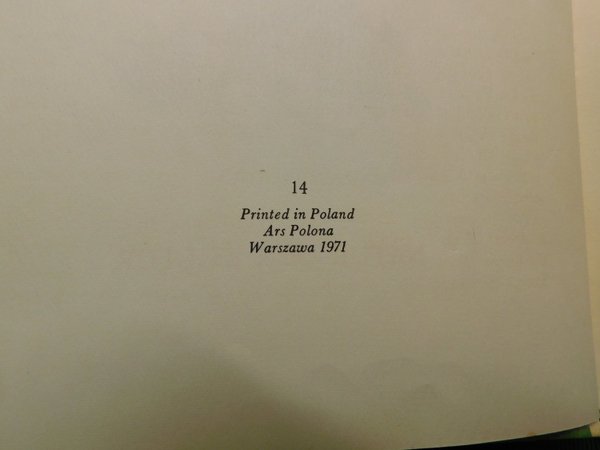 14
Printed in Poland
Ars Polona
Warszawa 1971